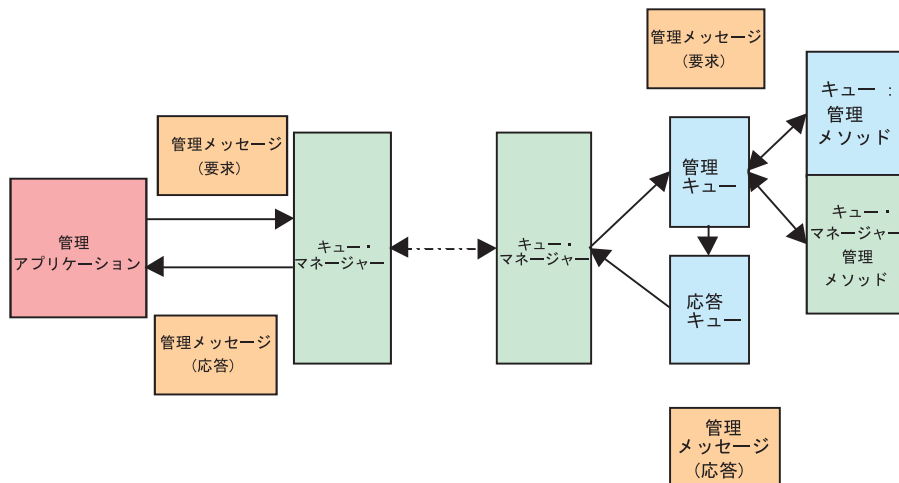 管理メッセージ
(要求)
管理メッセージ
(要求)
管理
アプリケーション
管理メッセージ
(応答)
キュー・
マネージャー
キュー・
マネージャー
管理
キュー
応答
キュー
キュー :
管理
メソッド
キュー・
マネージャー
管理
メソッド
管理
メッセージ
(応答)